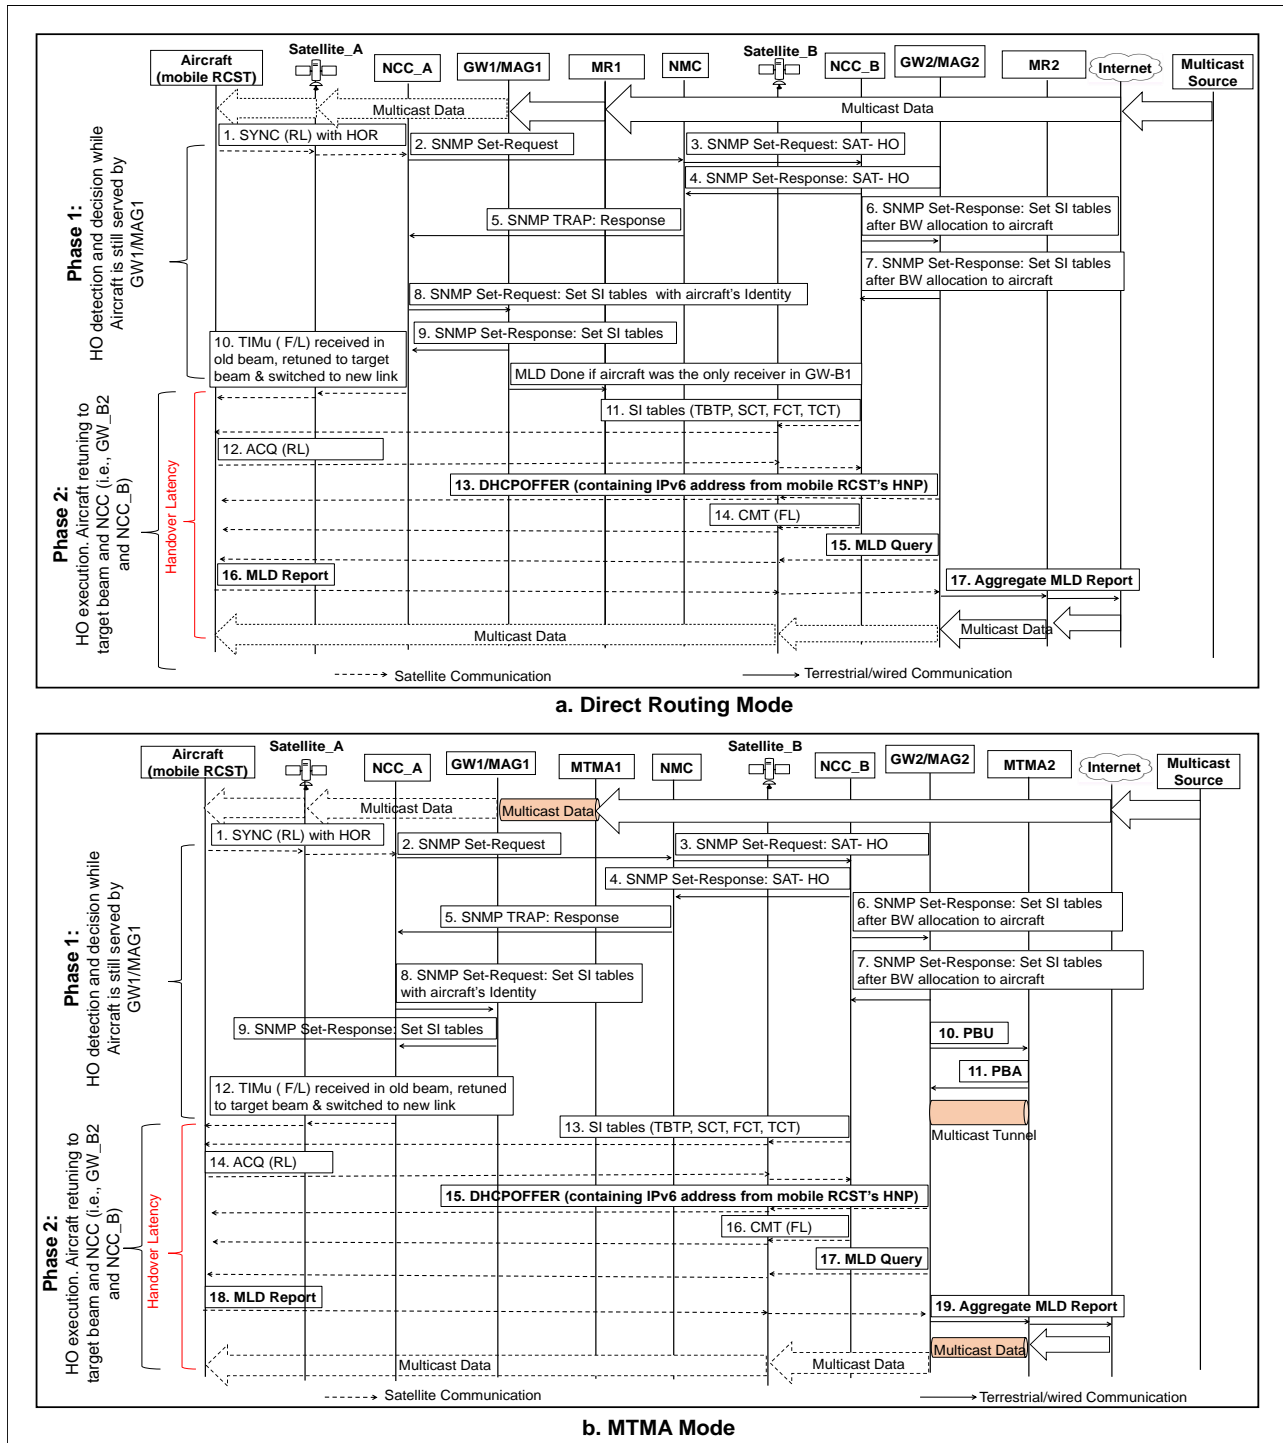 Aircraft
(mobile RCST)
Satellite_A
NCC_A
GW1/MAG1
MR1
NMC
Satellite_B
NCC_B
GW2/MAG2
MR2
Internet
Multicast
Source
Multicast Data
Multicast Data
1. SYNC (RL) with HOR
2. SNMP Set-Request
3. SNMP Set-Request: SAT- HO
4. SNMP Set-Response: SAT- HO
5. SNMP TRAP: Response
6. SNMP Set-Response: Set SI tables
after BW allocation to aircraft
7. SNMP Set-Response: Set SI tables
after BW allocation to aircraft
8. SNMP Set-Request: Set SI tables with aircraft's Identity
9. SNMP Set-Response: Set SI tables
10. TIMu ( F/L) received in
old beam, retuned to target
beam & switched to new link
MLD Done if aircraft was the only receiver in GW-B1
11. SI tables (TBTP, SCT, FCT, TCT)
12. ACQ (RL)
13. DHCPOFFER (containing IPv6 address from mobile RCST's HNP)
14. CMT (FL)
15. MLD Query
16. MLD Report
17. Aggregate MLD Report
Multicast Data
Multicast Data
Phase 1:
HO detection and decision while
Aircraft is still served by
GW1/MAG1
Phase 2:
HO execution. Aircraft retuning to
target beam and NCC (i.e., GW_B2
and NCC_B)
Handover Latency
Satellite Communication
Terrestrial/wired Communication
a. Direct Routing Mode
Aircraft
(mobile RCST)
Satellite_A
NCC_A
GW1/MAG1
MTMA1
NMC
Satellite_B
NCC_B
GW2/MAG2
MTMA2
Internet
Multicast
Source
Multicast Data
Multicast Data
1. SYNC (RL) with HOR
2. SNMP Set-Request
3. SNMP Set-Request: SAT- HO
4. SNMP Set-Response: SAT- HO
5. SNMP TRAP: Response
6. SNMP Set-Response: Set SI tables
after BW allocation to aircraft
7. SNMP Set-Response: Set SI tables
after BW allocation to aircraft
8. SNMP Set-Request: Set SI tables
with aircraft's Identity
9. SNMP Set-Response: Set SI tables
10. PBU
11. PBA
12. TIMu ( F/L) received in old beam, retuned
to target beam & switched to new link
Multicast Tunnel
13. SI tables (TBTP, SCT, FCT, TCT)
14. ACQ (RL)
15. DHCPOFFER (containing IPv6 address from mobile RCST's HNP)
16. CMT (FL)
17. MLD Query
18. MLD Report
19. Aggregate MLD Report
Multicast Data
Multicast Data
Multicast Data
Phase 1:
HO detection and decision while
Aircraft is still served by
GW1/MAG1
Phase 2:
HO execution. Aircraft retuning to
target beam and NCC (i.e., GW_B2
and NCC_B)
Handover Latency
Satellite Communication
Terrestrial/wired Communication
b. MTMA Mode